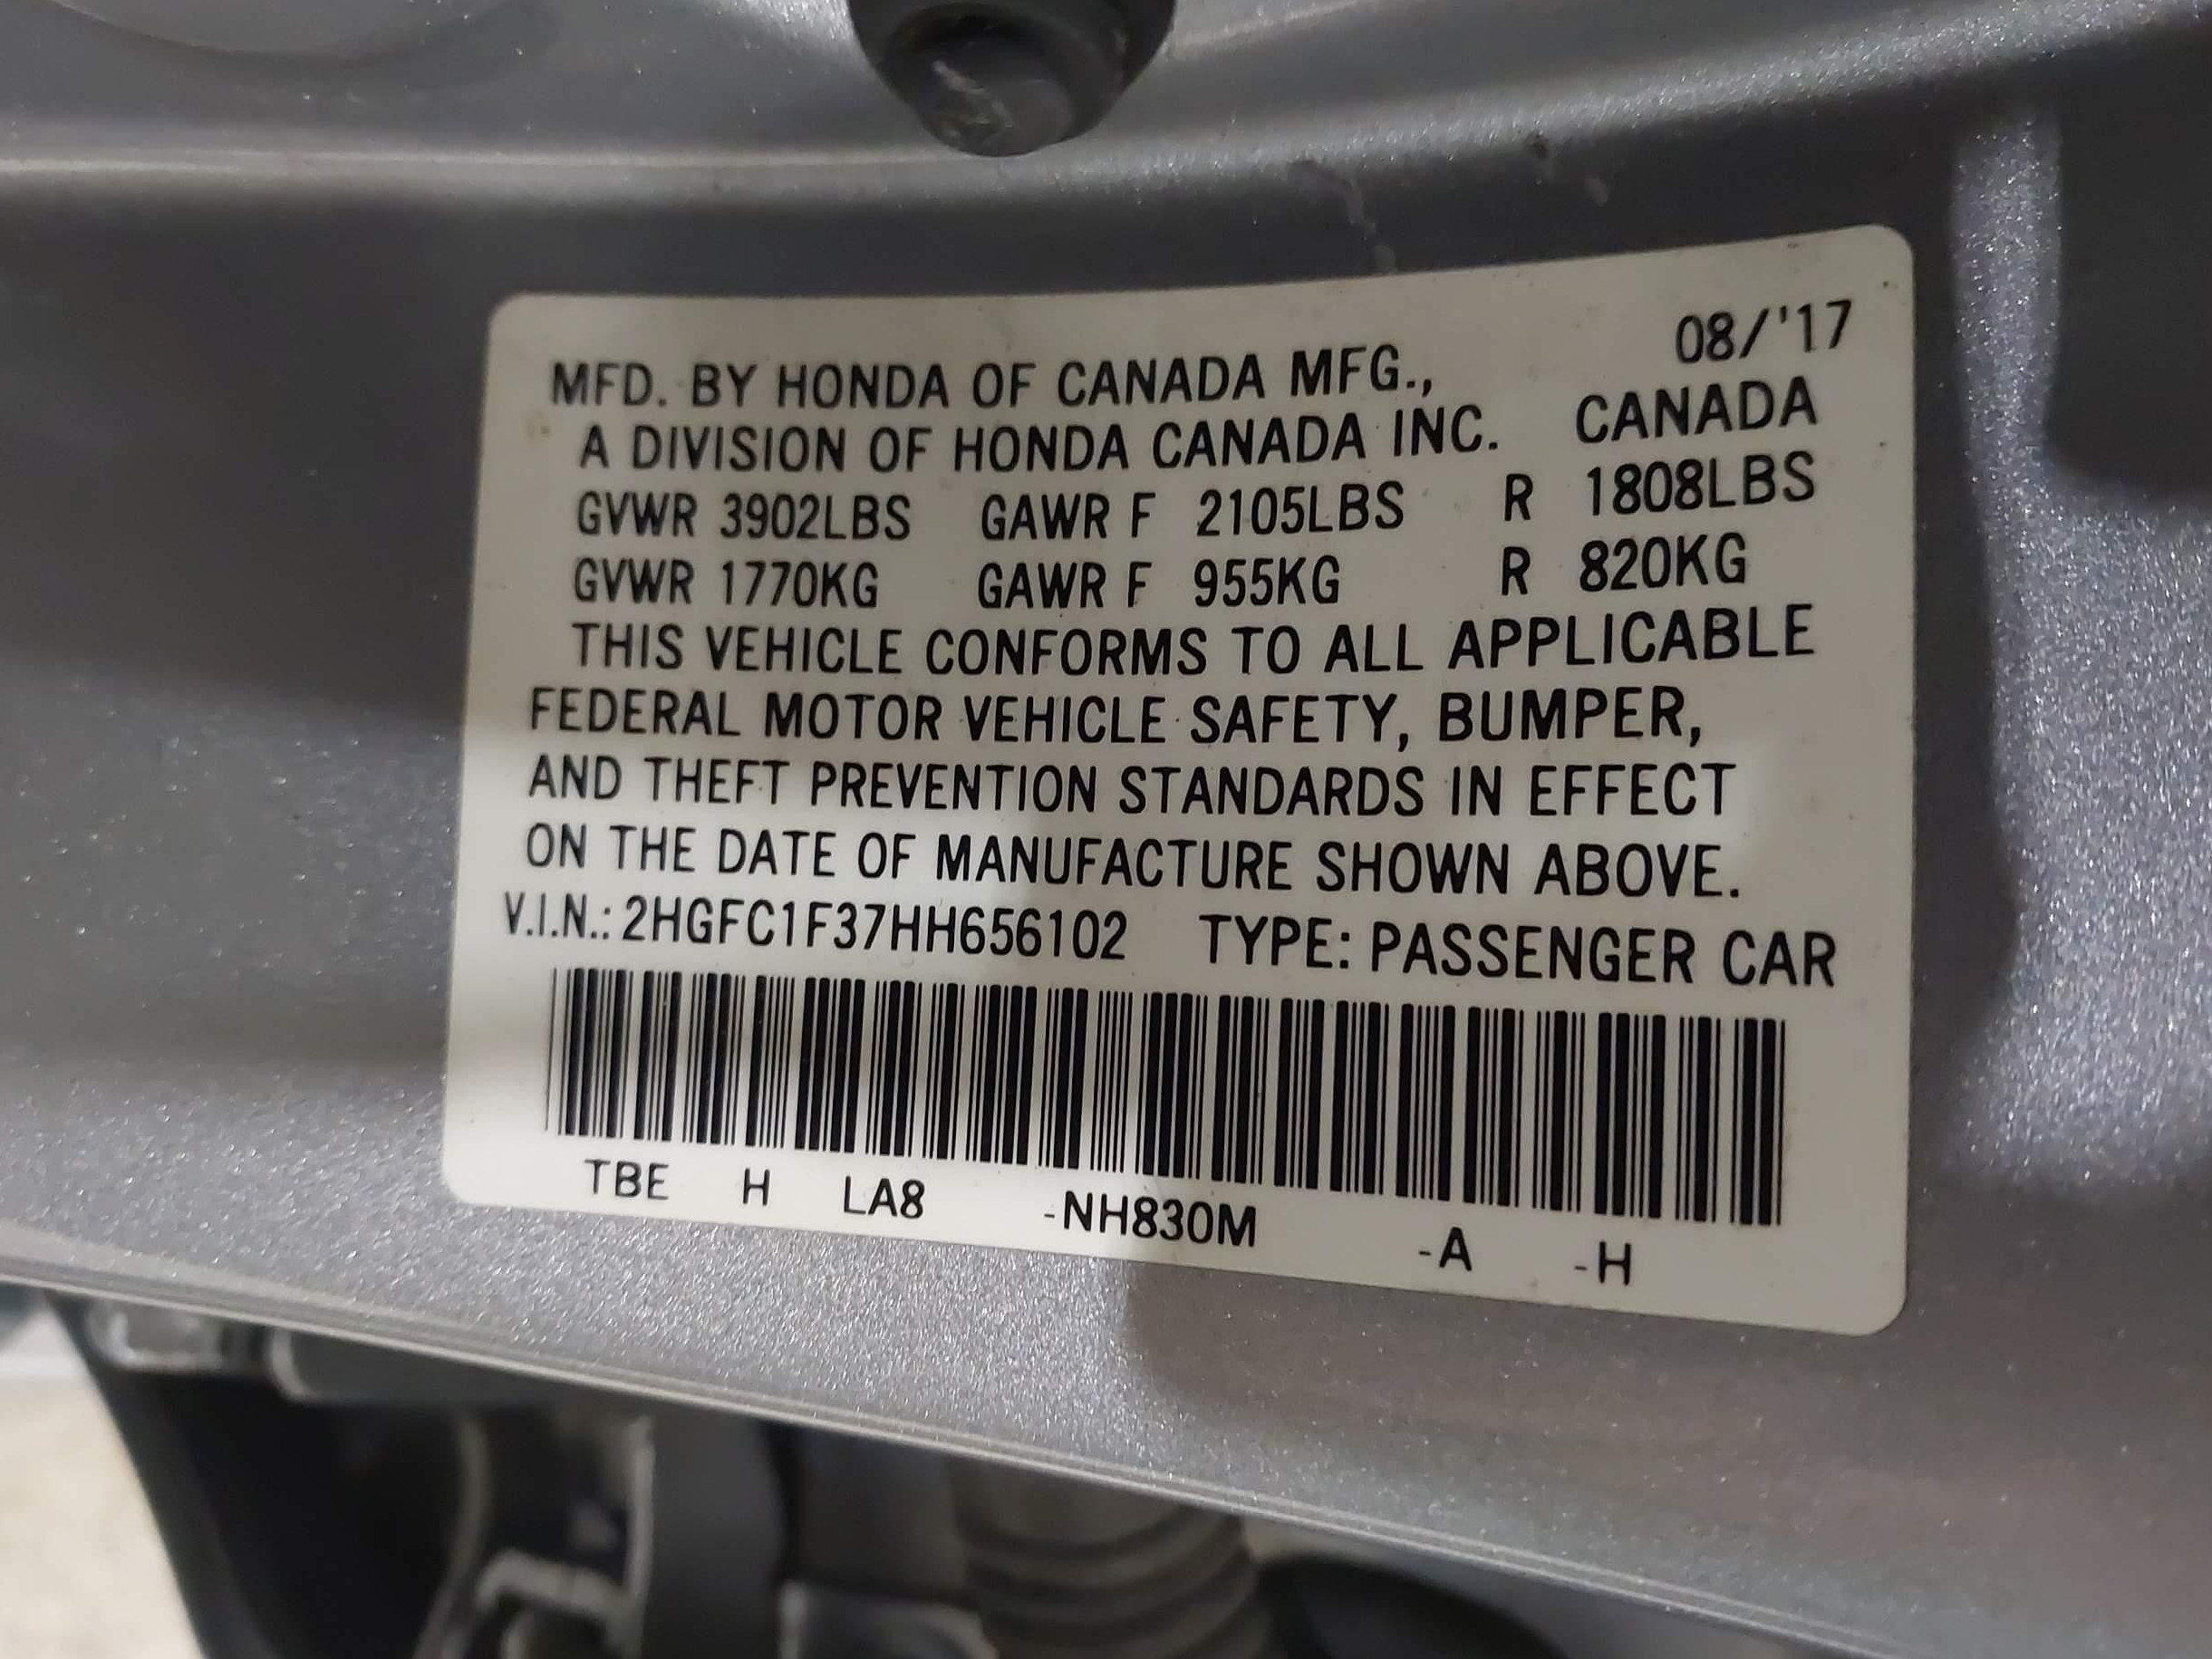 08/'17
MFD. BY HONDA OF CANADA MFG.,
A DIVISION OF HONDA CANADA INC. CANADA
GVWR 3902LBS GAWR F 2105LBS R 1808LBS
GVWR 1770KG GAWR F 955KG R 820KG
THIS VEHICLE CONFORMS TO ALL APPLICABLE
FEDERAL MOTOR VEHICLE SAFETY, BUMPER,
AND THEFT PREVENTION STANDARDS IN EFFECT
ON THE DATE OF MANUFACTURE SHOWN ABOVE.
V.I.N.: 2HGFC1F37HH656102 TYPE: PASSENGER CAR
TBE H LA8 -NH830M -A -H